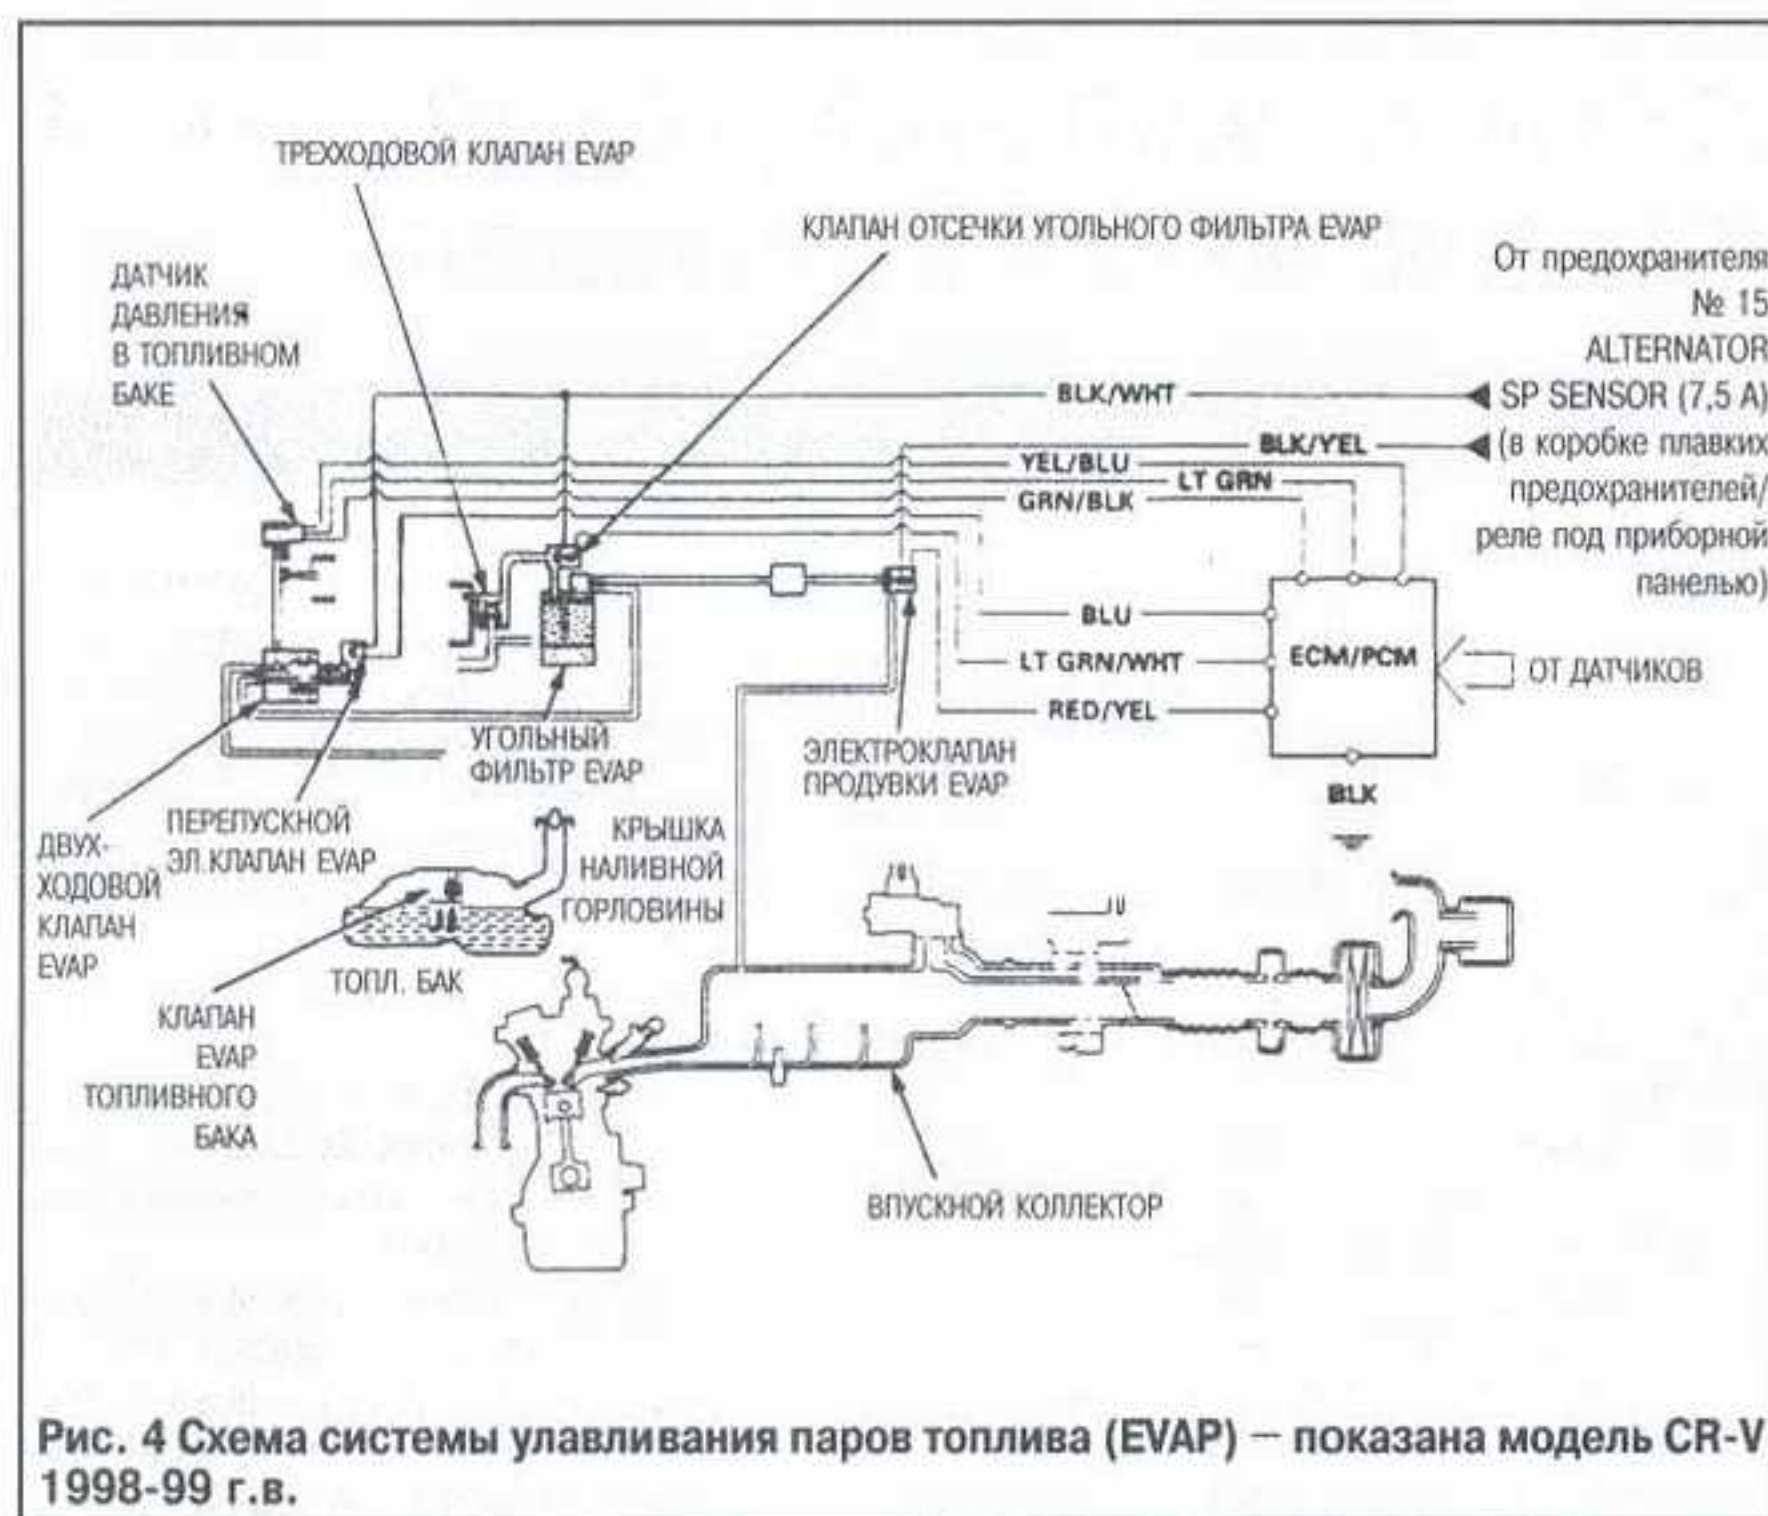 ТРЕХХОДОВОЙ КЛАПАН EVAP
КЛАПАН ОТСЕЧКИ УГОЛЬНОГО ФИЛЬТРА EVAP
ДАТЧИК
ДАВЛЕНИЯ
В ТОПЛИВНОМ
БАКЕ
От предохранителя
№ 15
ALTERNATOR
SP SENSOR (7,5 А)
(в коробке плавких
предохранителей/
реле под приборной
панелью)
BLK/WHT
BLK/YEL
YEL/BLU
LT GRN
GRN/BLK
BLU
LT GRN/WHT
RED/YEL
ECM/PCM
ОТ ДАТЧИКОВ
BLK
УГОЛЬНЫЙ
ФИЛЬТР EVAP
ЭЛЕКТРОКЛАПАН
ПРОДУВКИ EVAP
ПЕРЕПУСКНОЙ
ЭЛ.КЛАПАН EVAP
ДВУХ-
ХОДОВОЙ
КЛАПАН
EVAP
КРЫШКА
НАЛИВНОЙ
ГОРЛОВИНЫ
ТОПЛ. БАК
КЛАПАН
EVAP
ТОПЛИВНОГО
БАКА
ВПУСКНОЙ КОЛЛЕКТОР
Рис. 4 Схема системы улавливания паров топлива (EVAP) — показана модель CR-V
1998-99 г.в.